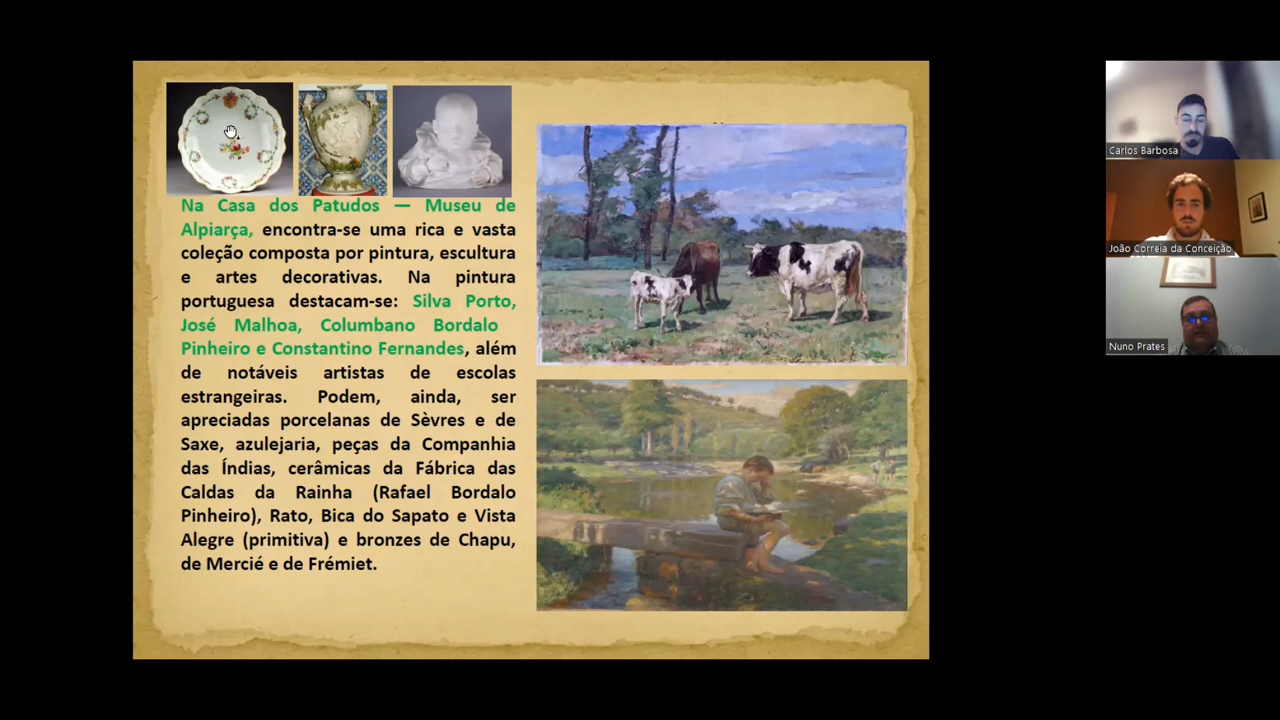 Na Casa dos Patudos — Museu de
Alpiarça, encontra-se uma rica e vasta
coleção composta por pintura, escultura
e artes decorativas. Na pintura
portuguesa destacam-se: Silva Porto,
José Malhoa, Columbano Bordalo
Pinheiro e Constantino Fernandes, além
de notáveis artistas de escolas
estrangeiras. Podem, ainda, ser
apreciadas porcelanas de Sèvres e de
Saxe, azulejaria, peças da Companhia
das Índias, cerâmicas da Fábrica das
Caldas da Rainha (Rafael Bordalo
Pinheiro), Rato, Bica do Sapato e Vista
Alegre (primitiva) e bronzes de Chapu,
de Mercié e de Frémiet.
Carlos Barbosa
João Correia da Conceição
Nuno Prates